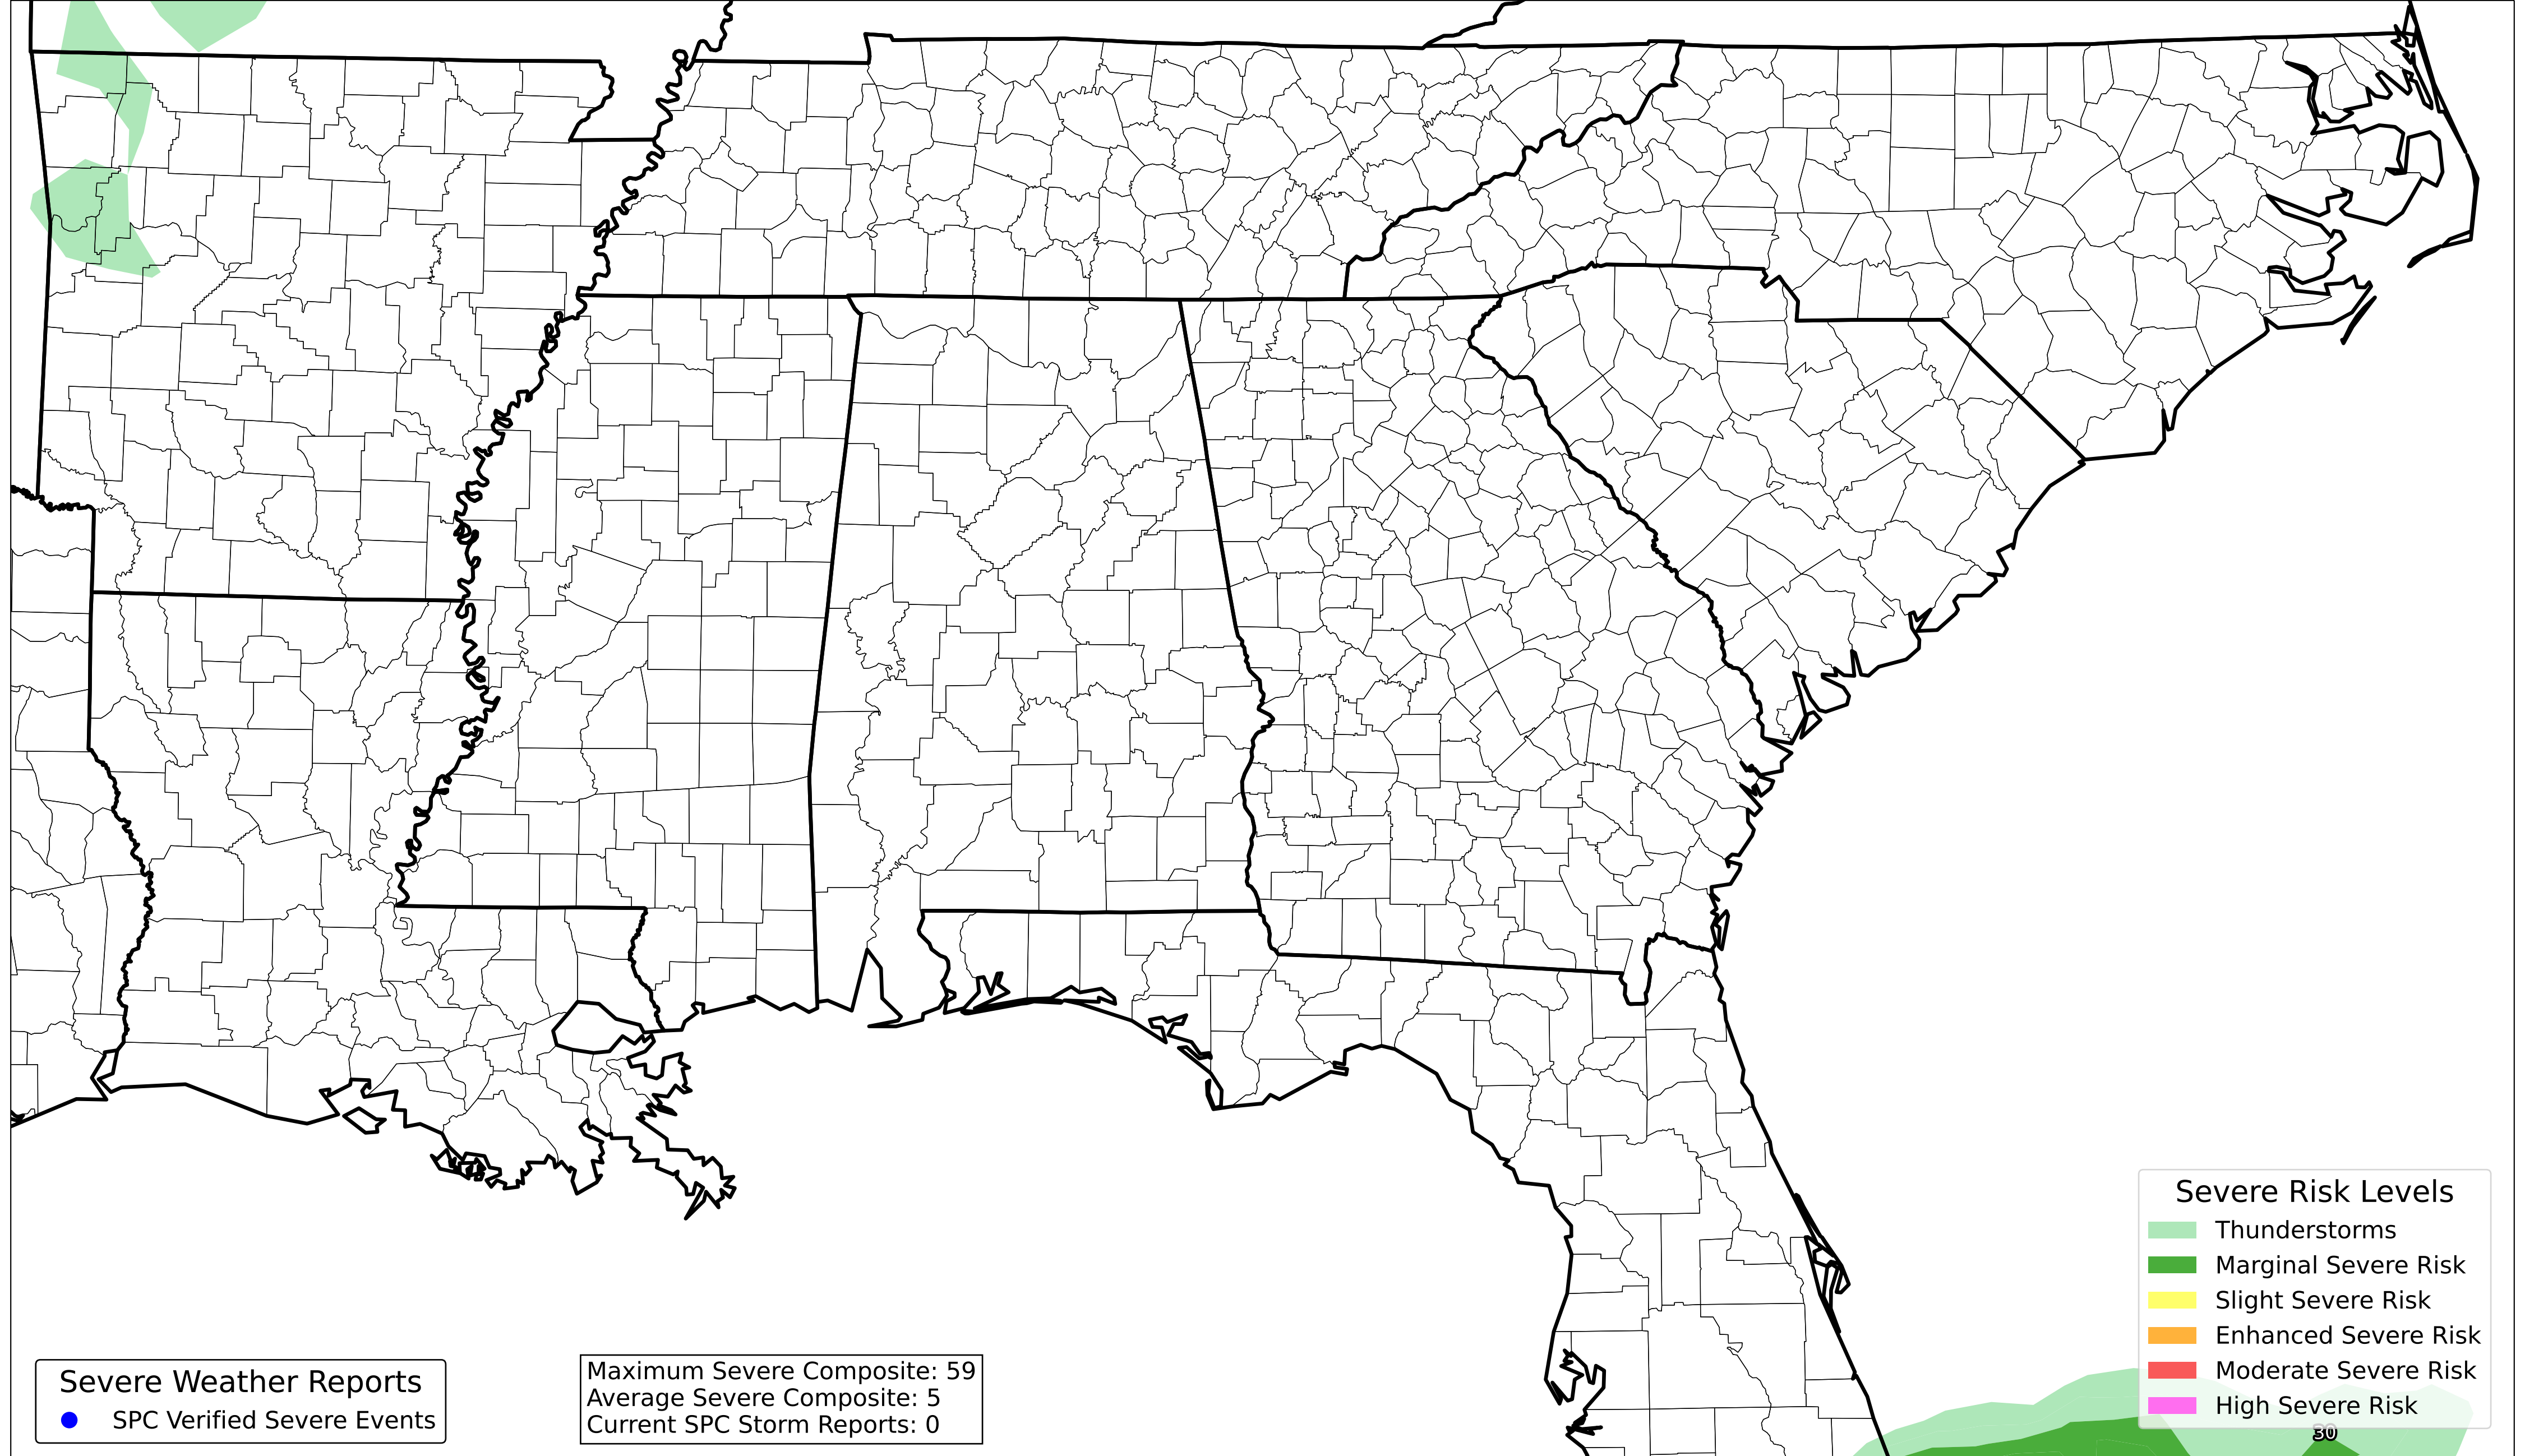 Severe Risk Levels
Thunderstorms
Marginal Severe Risk
Slight Severe Risk
Enhanced Severe Risk
Moderate Severe Risk
High Severe Risk
30
Severe Weather Reports
SPC Verified Severe Events
Maximum Severe Composite: 59
Average Severe Composite: 5
Current SPC Storm Reports: 0